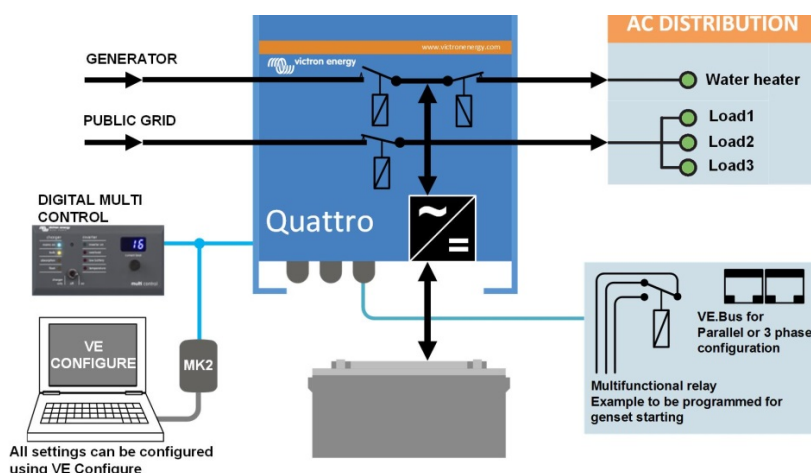 AC DISTRIBUTION
www.victronenergy.com
GENERATOR
victron energy
Water heater
PUBLIC GRID
Load1
Load2
Load3
DIGITAL MULTI
CONTROL
Quattro
16
multi control
VE.Bus for
Parallel or 3 phase
configuration
VE
CONFIGURE
MK2
Multifunctional relay
Example to be programmed for
genset starting
All settings can be configured
using VE Configure